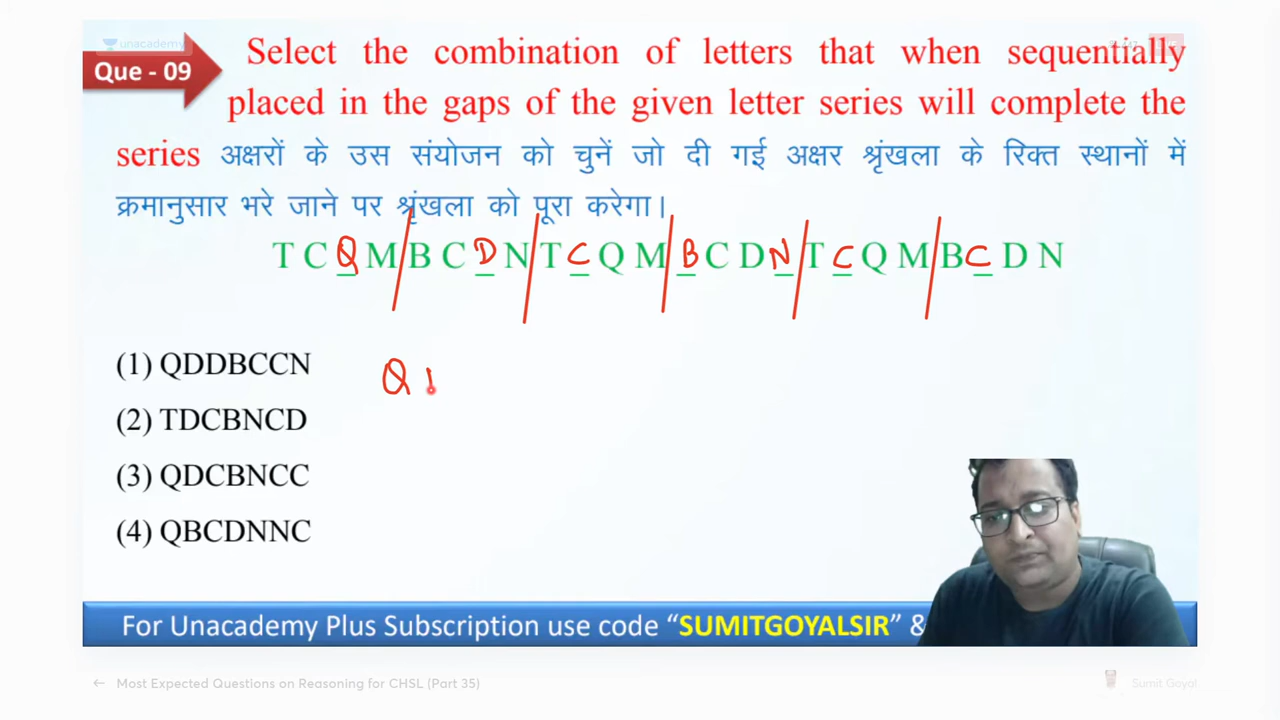 unacademy
Que - 09
Select the combination of letters that when sequentially
placed in the gaps of the given letter series will complete the
series अक्षरों के उस संयोजन को चुनें जो दी गई अक्षर श्रृंखला के रिक्त स्थानों में
क्रमानुसार भरे जाने पर श्रृंखला को पूरा करेगा।
T C Q M / B C D N / T C Q M / B C D N / T C Q M / B C D N
(1) QDDBCCN
Q
(2) TDCBNCD
(3) QDCBNCC
(4) QBCDNNC
For Unacademy Plus Subscription use code “SUMITGOYALSIR” &
← Most Expected Questions on Reasoning for CHSL (Part 35)
Sumit Goyal